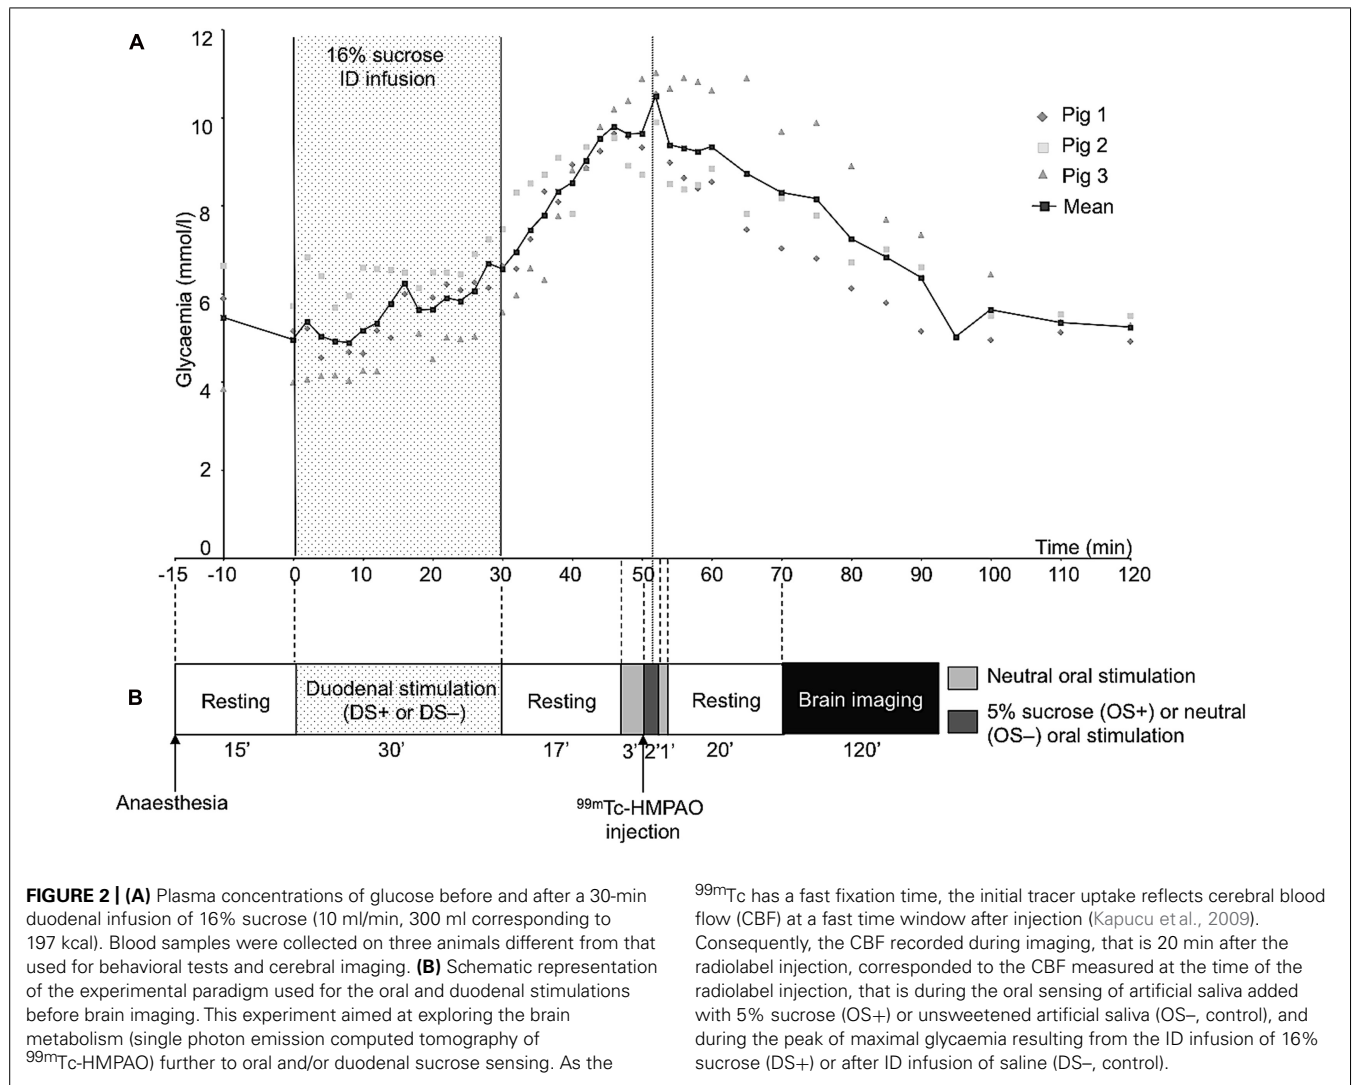 A
12
10
8
6
4
2
0
Glycaemia (mmol/l)
16% sucrose
ID infusion
Pig 1
Pig 2
Pig 3
Mean
Time (min)
-15 -10 0 10 20 30 40 50 60 70 80 90 100 110 120
B
Resting
Duodenal stimulation
(DS+ or DS–)
Resting
Resting
Brain imaging
15’ 30’ 17’ 3’ 2’ 1’ 20’ 120’
Neutral oral stimulation
5% sucrose (OS+) or neutral
(OS–) oral stimulation
Anaesthesia
99mTc-HMPAO
injection
FIGURE 2 | (A) Plasma concentrations of glucose before and after a 30-min
duodenal infusion of 16% sucrose (10 ml/min, 300 ml corresponding to
197 kcal). Blood samples were collected on three animals different from that
used for behavioral tests and cerebral imaging. (B) Schematic representation
of the experimental paradigm used for the oral and duodenal stimulations
before brain imaging. This experiment aimed at exploring the brain
metabolism (single photon emission computed tomography of
99mTc-HMPAO) further to oral and/or duodenal sucrose sensing. As the
99mTc has a fast fixation time, the initial tracer uptake reflects cerebral blood
flow (CBF) at a fast time window after injection (Kapucu et al., 2009).
Consequently, the CBF recorded during imaging, that is 20 min after the
radiolabel injection, corresponded to the CBF measured at the time of the
radiolabel injection, that is during the oral sensing of artificial saliva added
with 5% sucrose (OS+) or unsweetened artificial saliva (OS–, control), and
during the peak of maximal glycaemia resulting from the ID infusion of 16%
sucrose (DS+) or after ID infusion of saline (DS–, control).